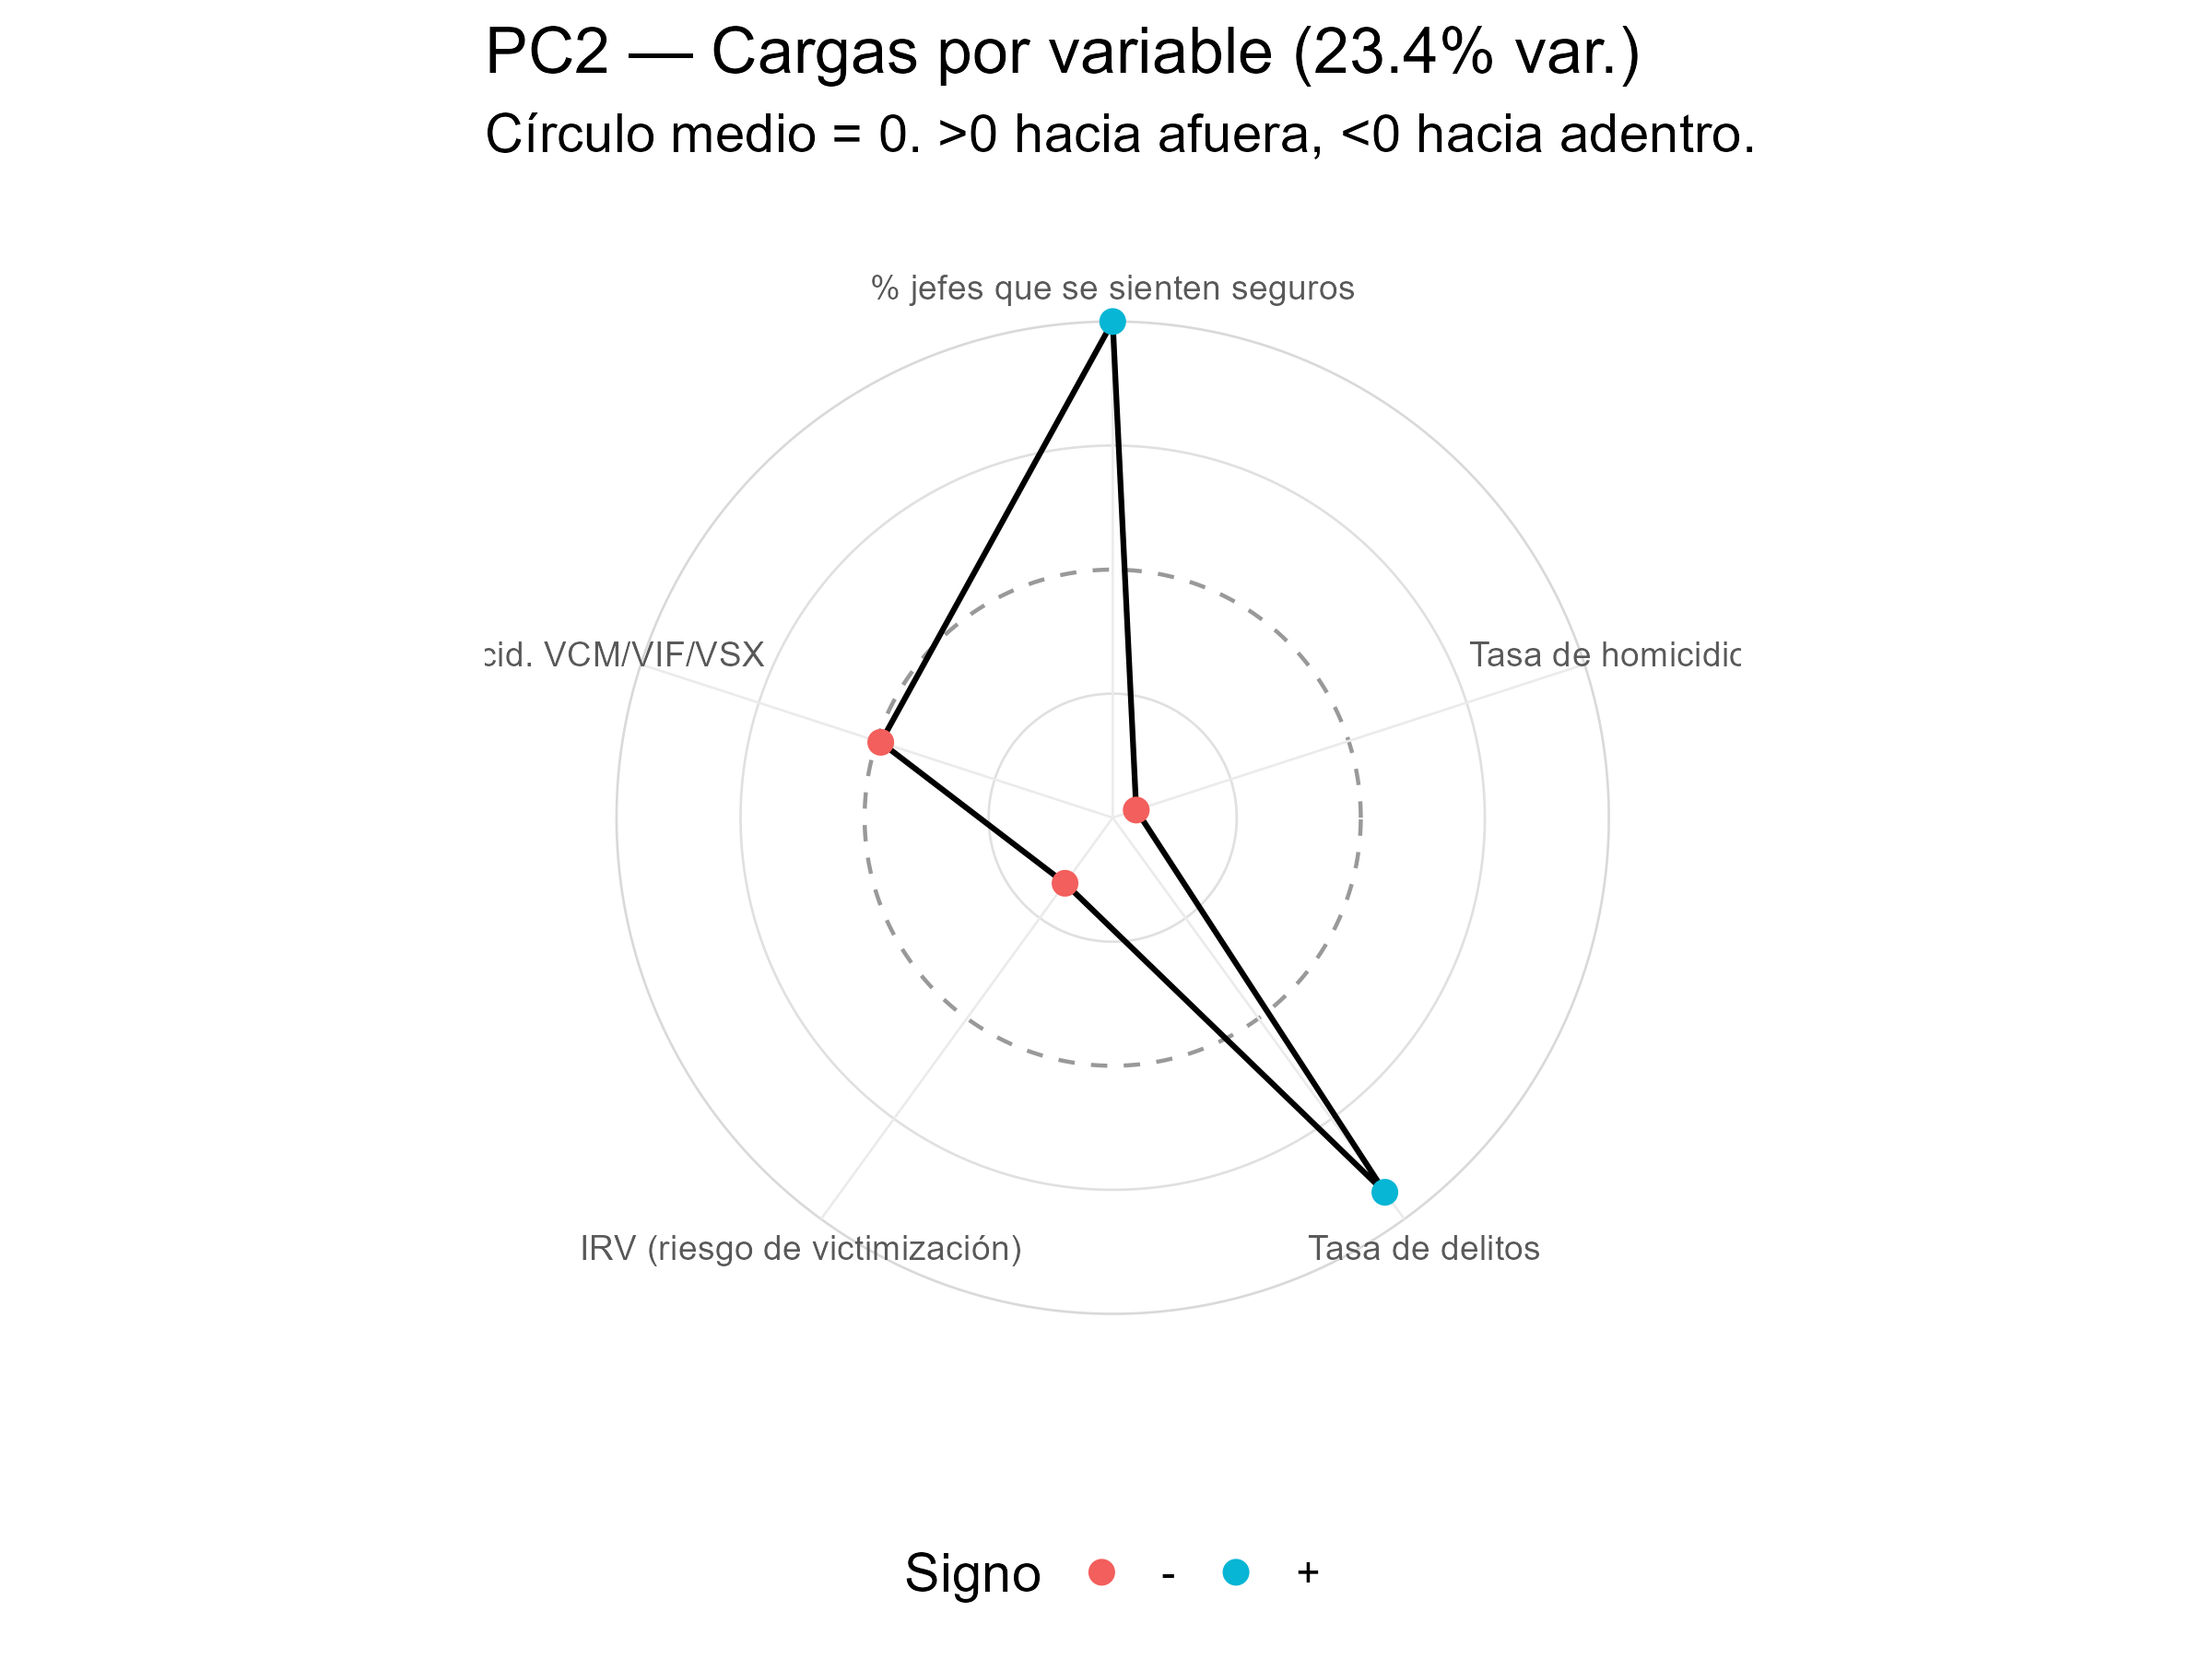 PC2 — Cargas por variable (23.4% var.)
Círculo medio = 0. >0 hacia afuera, <0 hacia adentro.
% jefes que se sienten seguros
cid. VCM/VIF/VSX
Tasa de homicidio
IRV (riesgo de victimización)
Tasa de delitos
Signo - +